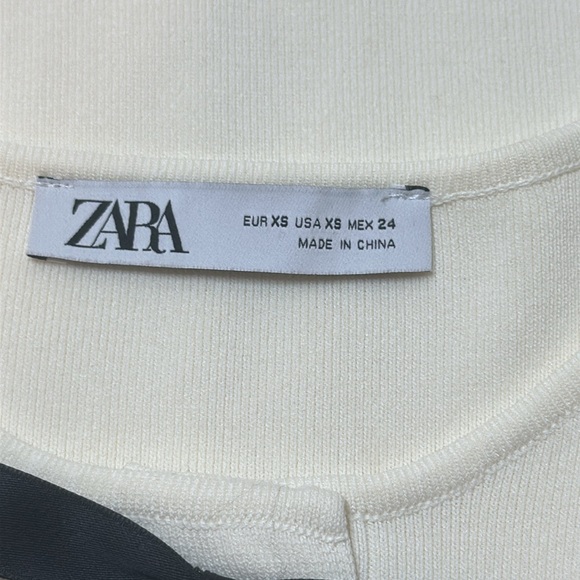 ZARA
EUR XS USA XS MEX 24
MADE IN CHINA